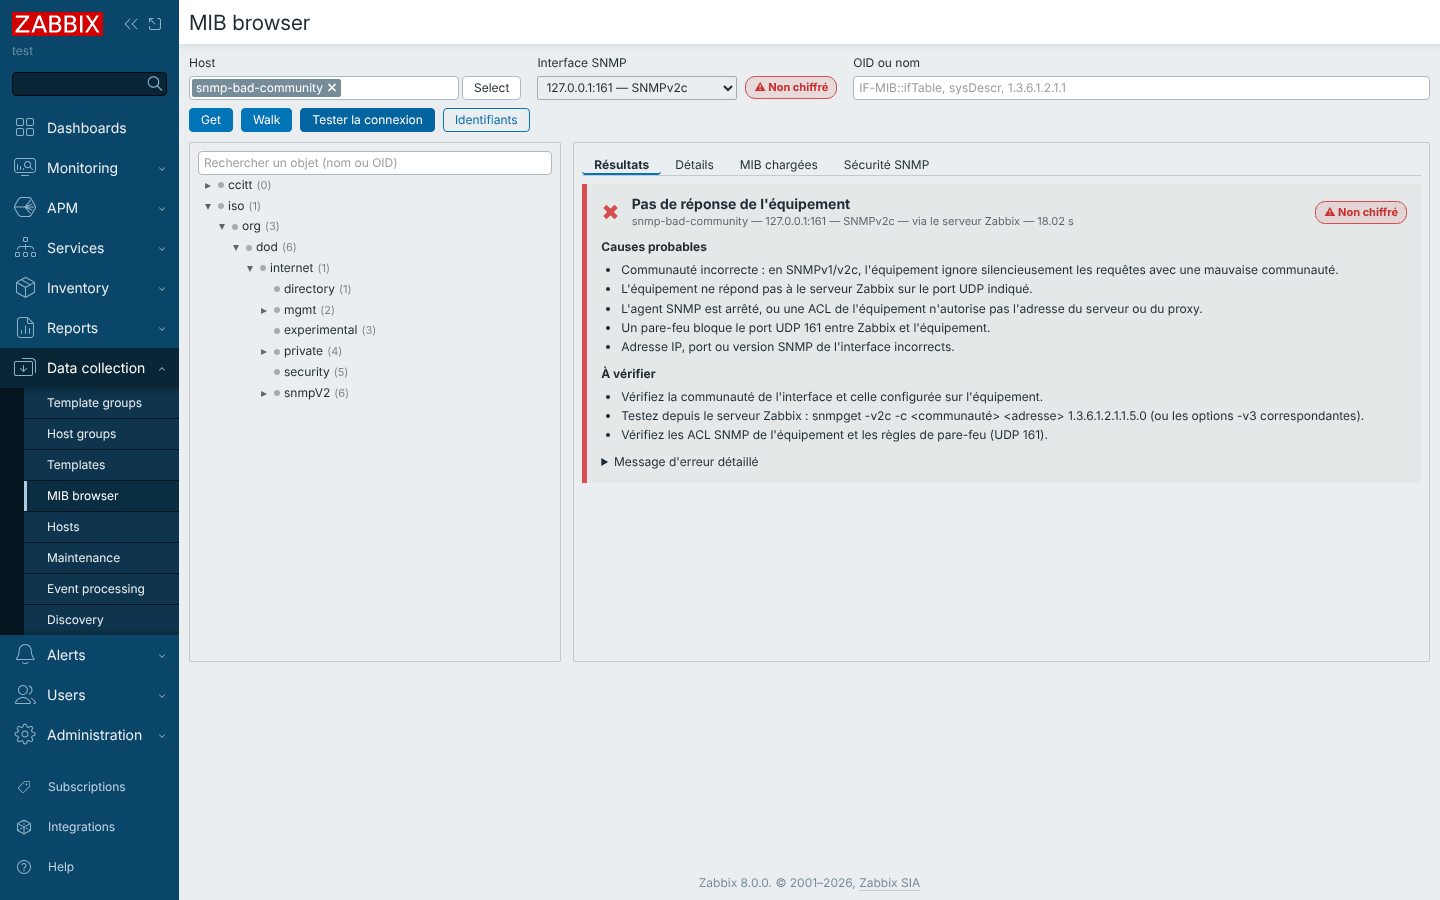 ZABBIX
test
Dashboards
Monitoring
APM
Services
Inventory
Reports
Data collection
Template groups
Host groups
Templates
MIB browser
Hosts
Maintenance
Event processing
Discovery
Alerts
Users
Administration
Subscriptions
Integrations
Help
MIB browser
Host
snmp-bad-community
Select
Interface SNMP
127.0.0.1:161 — SNMPv2c
⚠ Non chiffré
OID ou nom
IF-MIB::ifTable, sysDescr, 1.3.6.1.2.1.1
Get
Walk
Tester la connexion
Identifiants
Rechercher un objet (nom ou OID)
ccitt (0)
iso (1)
org (3)
dod (6)
internet (1)
directory (1)
mgmt (2)
experimental (3)
private (4)
security (5)
snmpV2 (6)
Résultats
Détails
MIB chargées
Sécurité SNMP
Pas de réponse de l'équipement
snmp-bad-community — 127.0.0.1:161 — SNMPv2c — via le serveur Zabbix — 18.02 s
⚠ Non chiffré
Causes probables
Communauté incorrecte : en SNMPv1/v2c, l'équipement ignore silencieusement les requêtes avec une mauvaise communauté.
L'équipement ne répond pas à le serveur Zabbix sur le port UDP indiqué.
L'agent SNMP est arrêté, ou une ACL de l'équipement n'autorise pas l'adresse du serveur ou du proxy.
Un pare-feu bloque le port UDP 161 entre Zabbix et l'équipement.
Adresse IP, port ou version SNMP de l'interface incorrects.
À vérifier
Vérifiez la communauté de l'interface et celle configurée sur l'équipement.
Testez depuis le serveur Zabbix : snmpget -v2c -c <communauté> <adresse> 1.3.6.1.2.1.1.5.0 (ou les options -v3 correspondantes).
Vérifiez les ACL SNMP de l'équipement et les règles de pare-feu (UDP 161).
Message d'erreur détaillé
Zabbix 8.0.0. © 2001–2026, Zabbix SIA